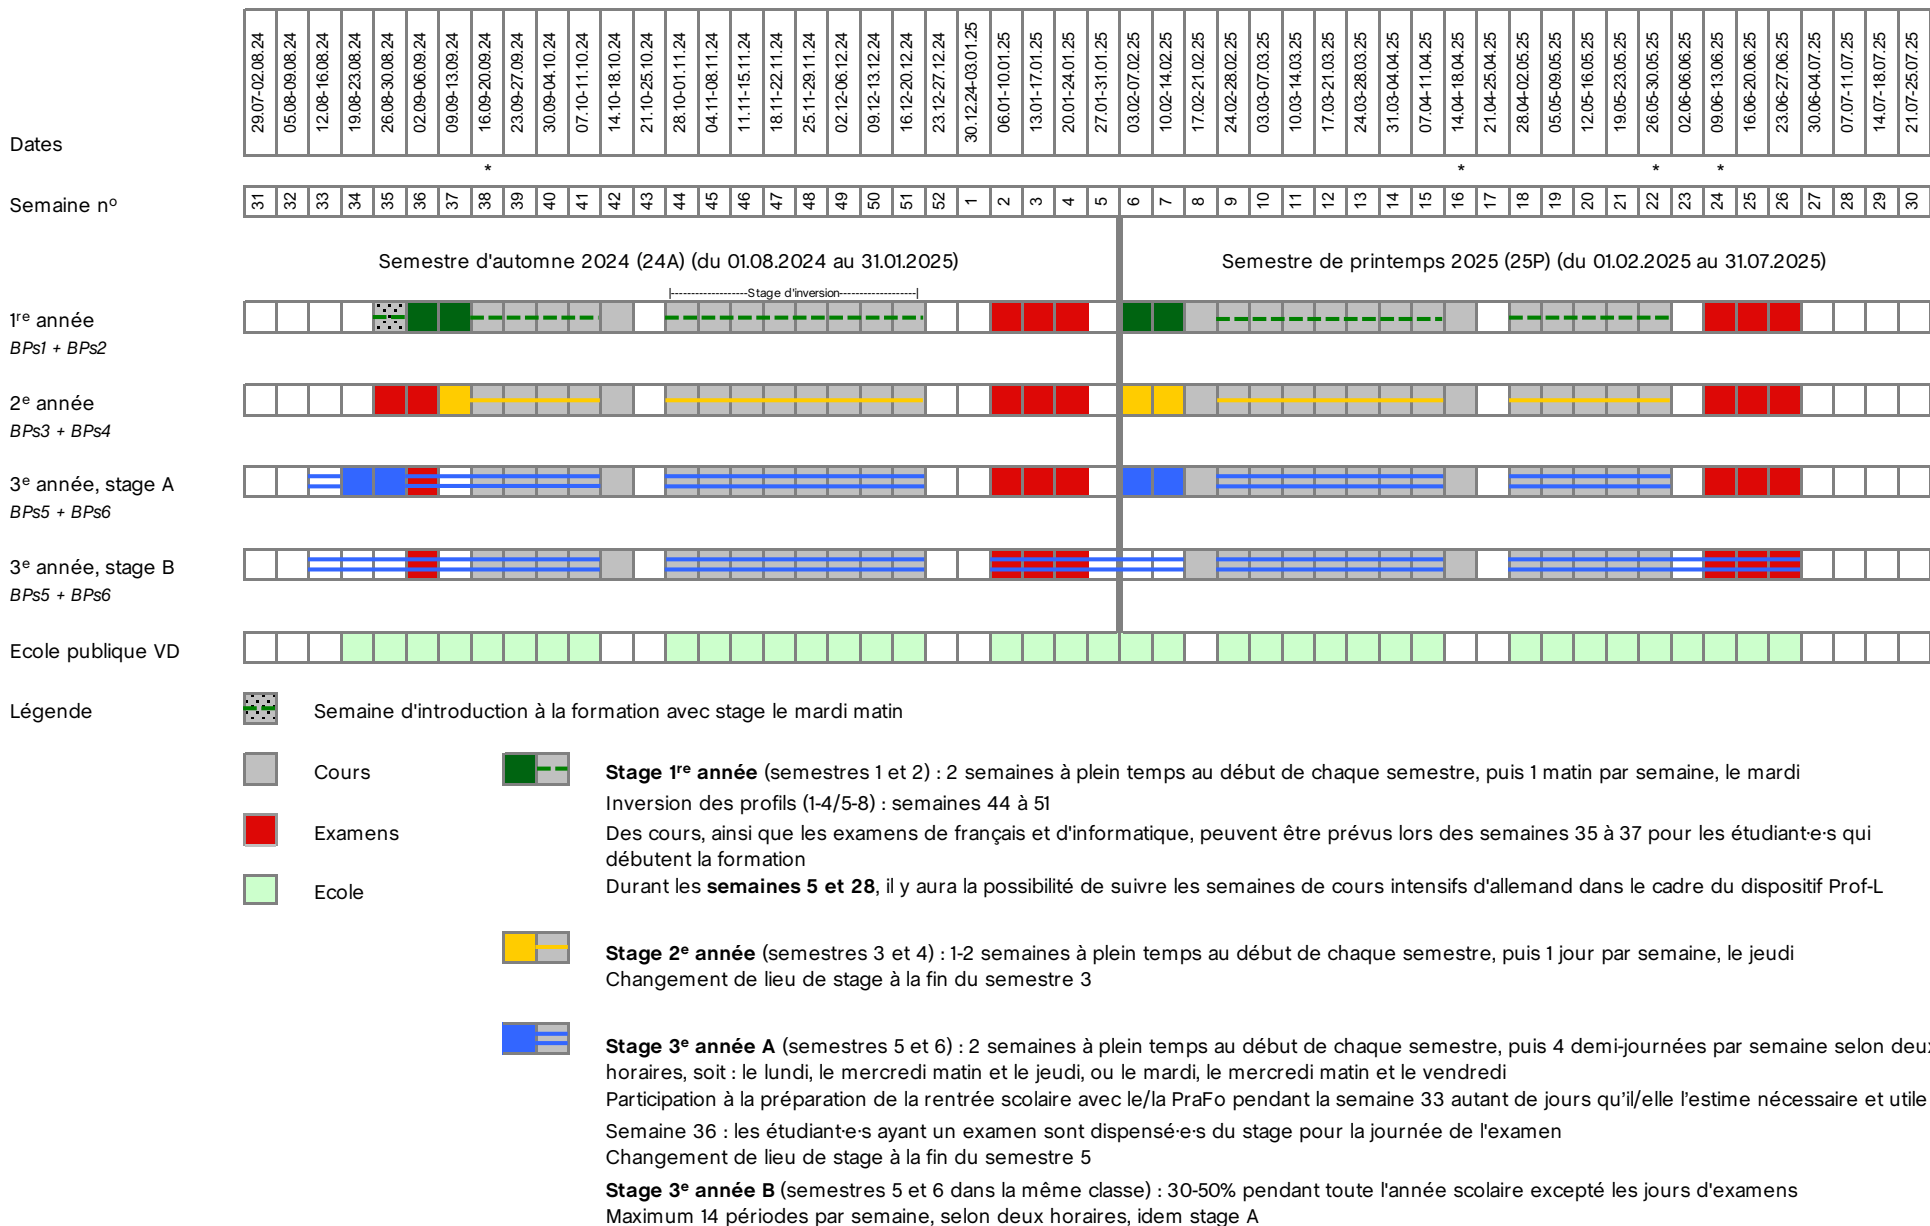 29.07-02.08.24 05.08-09.08.24 12.08-16.08.24 19.08-23.08.24 26.08-30.08.24 02.09-06.09.24 09.09-13.09.24 16.09-20.09.24 23.09-27.09.24 30.09-04.10.24 07.10-11.10.24 14.10-18.10.24 21.10-25.10.24 28.10-01.11.24 04.11-08.11.24 11.11-15.11.24 18.11-22.11.24 25.11-29.11.24 02.12-06.12.24 09.12-13.12.24 16.12-20.12.24 23.12-27.12.24 30.12.24-03.01.25 06.01-10.01.25 13.01-17.01.25 20.01-24.01.25 27.01-31.01.25 03.02-07.02.25 10.02-14.02.25 17.02-21.02.25 24.02-28.02.25 03.03-07.03.25 10.03-14.03.25 17.03-21.03.25 24.03-28.03.25 31.03-04.04.25 07.04-11.04.25 14.04-18.04.25 21.04-25.04.25 28.04-02.05.25 05.05-09.05.25 12.05-16.05.25 19.05-23.05.25 26.05-30.05.25 02.06-06.06.25 09.06-13.06.25 16.06-20.06.25 23.06-27.06.25 30.06-04.07.25 07.07-11.07.25 14.07-18.07.25 21.07-25.07.25
Dates
* * * *
Semaine nº 31 32 33 34 35 36 37 38 39 40 41 42 43 44 45 46 47 48 49 50 51 52 1 2 3 4 5 6 7 8 9 10 11 12 13 14 15 16 17 18 19 20 21 22 23 24 25 26 27 28 29 30
Semestre d'automne 2024 (24A) (du 01.08.2024 au 31.01.2025) Semestre de printemps 2025 (25P) (du 01.02.2025 au 31.07.2025)
|-------------------Stage d'inversion-------------------|
1re année
BPs1 + BPs2
2e année
BPs3 + BPs4
3e année, stage A
BPs5 + BPs6
3e année, stage B
BPs5 + BPs6
Ecole publique VD
Légende Semaine d'introduction à la formation avec stage le mardi matin
Cours
Stage 1re année (semestres 1 et 2) : 2 semaines à plein temps au début de chaque semestre, puis 1 matin par semaine, le mardi
Inversion des profils (1-4/5-8) : semaines 44 à 51
Examens
Des cours, ainsi que les examens de français et d'informatique, peuvent être prévus lors des semaines 35 à 37 pour les étudiant·e·s qui
débutent la formation
Ecole
Durant les semaines 5 et 28, il y aura la possibilité de suivre les semaines de cours intensifs d'allemand dans le cadre du dispositif Prof-L
Stage 2e année (semestres 3 et 4) : 1-2 semaines à plein temps au début de chaque semestre, puis 1 jour par semaine, le jeudi
Changement de lieu de stage à la fin du semestre 3
Stage 3e année A (semestres 5 et 6) : 2 semaines à plein temps au début de chaque semestre, puis 4 demi-journées par semaine selon deux
horaires, soit : le lundi, le mercredi matin et le jeudi, ou le mardi, le mercredi matin et le vendredi
Participation à la préparation de la rentrée scolaire avec le/la PraFo pendant la semaine 33 autant de jours qu'il/elle l'estime nécessaire et utile
Semaine 36 : les étudiant·e·s ayant un examen sont dispensé·e·s du stage pour la journée de l'examen
Changement de lieu de stage à la fin du semestre 5
Stage 3e année B (semestres 5 et 6 dans la même classe) : 30-50% pendant toute l'année scolaire excepté les jours d'examens
Maximum 14 périodes par semaine, selon deux horaires, idem stage A